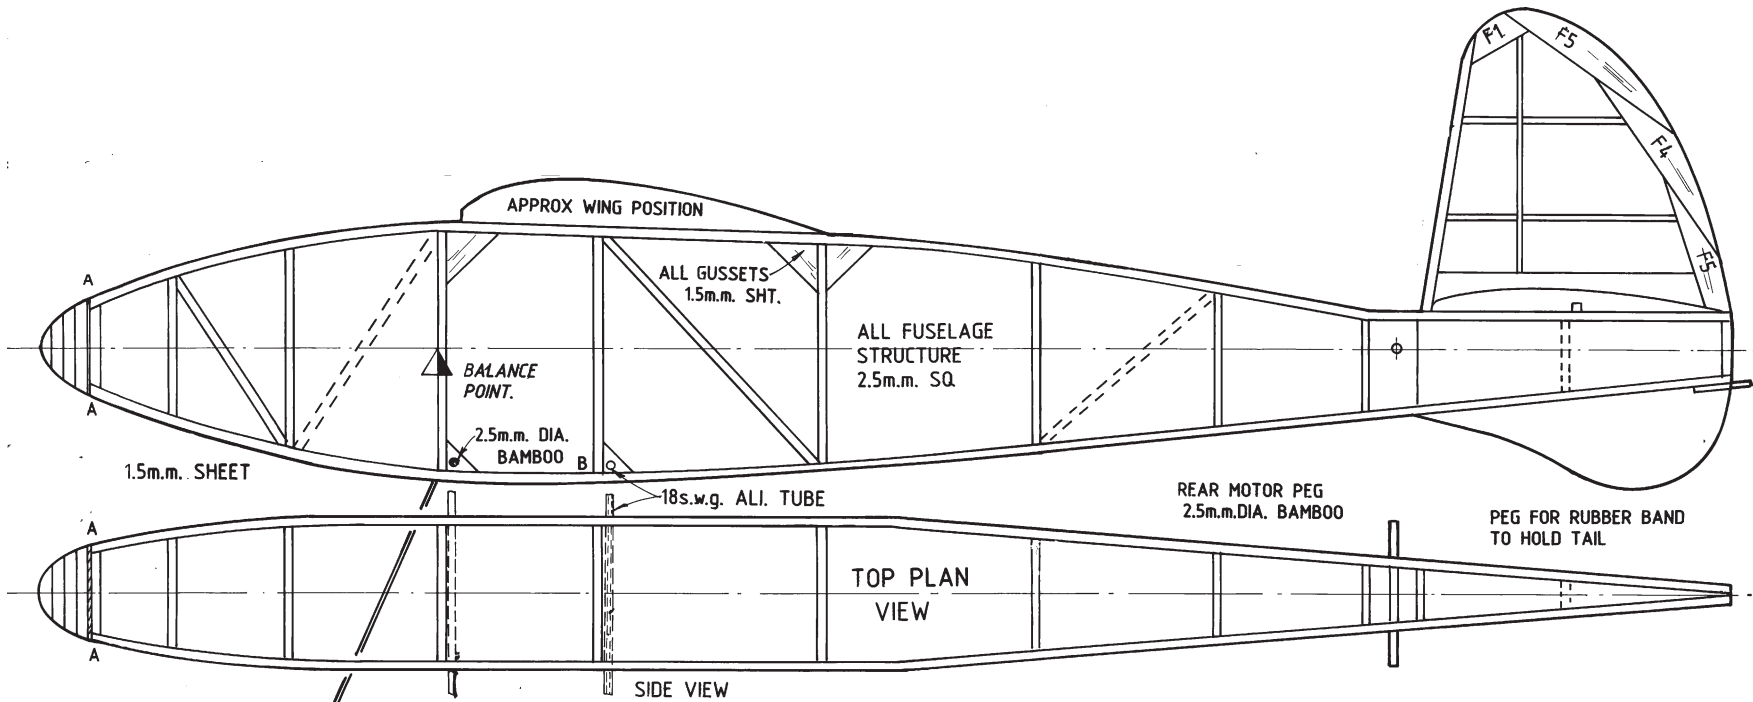 F1
F5
F4
F5
APPROX WING POSITION
A
ALL GUSSETS
1.5m.m. SHT.
ALL FUSELAGE
STRUCTURE
2.5m.m. SQ.
BALANCE
POINT.
A
2.5m.m. DIA.
BAMBOO
B
1.5m.m. SHEET
18s.w.g. ALI. TUBE
REAR MOTOR PEG
2.5m.m.DIA. BAMBOO
PEG FOR RUBBER BAND
TO HOLD TAIL
A
TOP PLAN
VIEW
A
SIDE VIEW